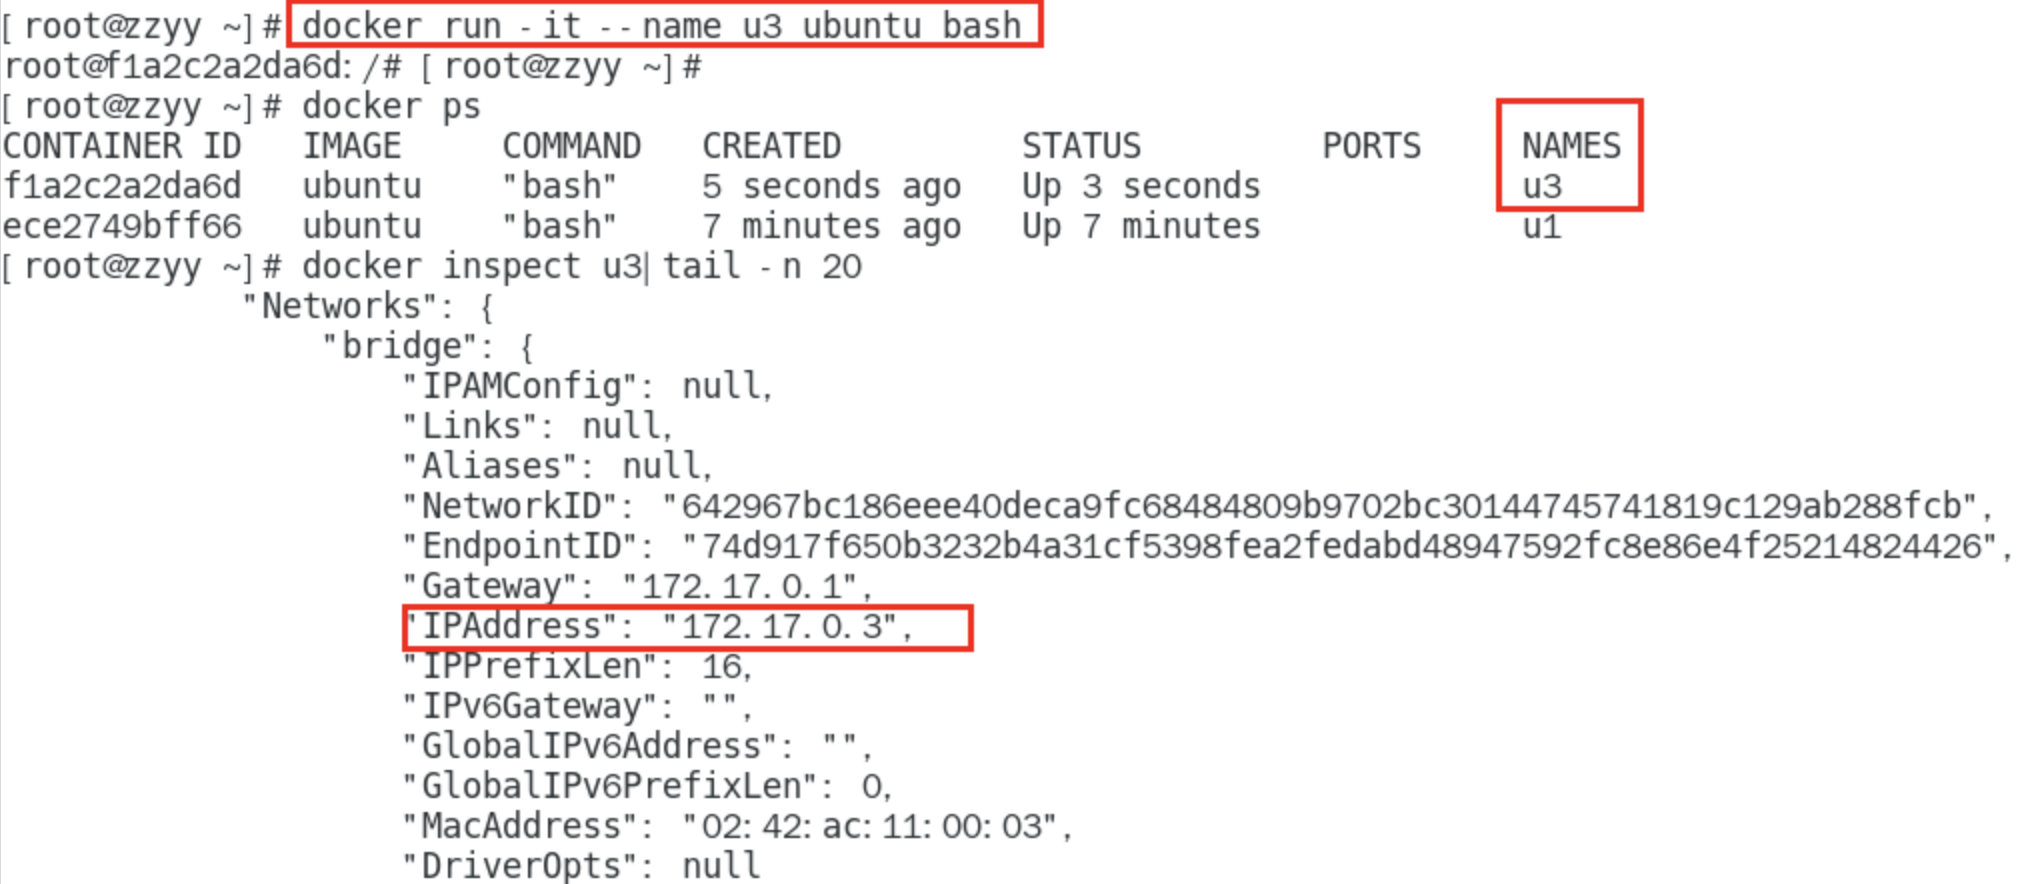 [root@zzyy ~]# docker run -it --name u3 ubuntu bash
root@f1a2c2a2da6d:/# [root@zzyy ~]#
[root@zzyy ~]# docker ps
CONTAINER ID   IMAGE     COMMAND   CREATED         STATUS         PORTS     NAMES
f1a2c2a2da6d   ubuntu    "bash"    5 seconds ago   Up 3 seconds             u3
ece2749bff66   ubuntu    "bash"    7 minutes ago   Up 7 minutes             u1
[root@zzyy ~]# docker inspect u3|tail -n 20
            "Networks": {
                "bridge": {
                    "IPAMConfig": null,
                    "Links": null,
                    "Aliases": null,
                    "NetworkID": "642967bc186eee40deca9fc68484809b9702bc30144745741819c129ab288fcb",
                    "EndpointID": "74d917f650b3232b4a31cf5398fea2fedabd48947592fc8e86e4f25214824426",
                    "Gateway": "172.17.0.1",
                    "IPAddress": "172.17.0.3",
                    "IPPrefixLen": 16,
                    "IPv6Gateway": "",
                    "GlobalIPv6Address": "",
                    "GlobalIPv6PrefixLen": 0,
                    "MacAddress": "02:42:ac:11:00:03",
                    "DriverOpts": null